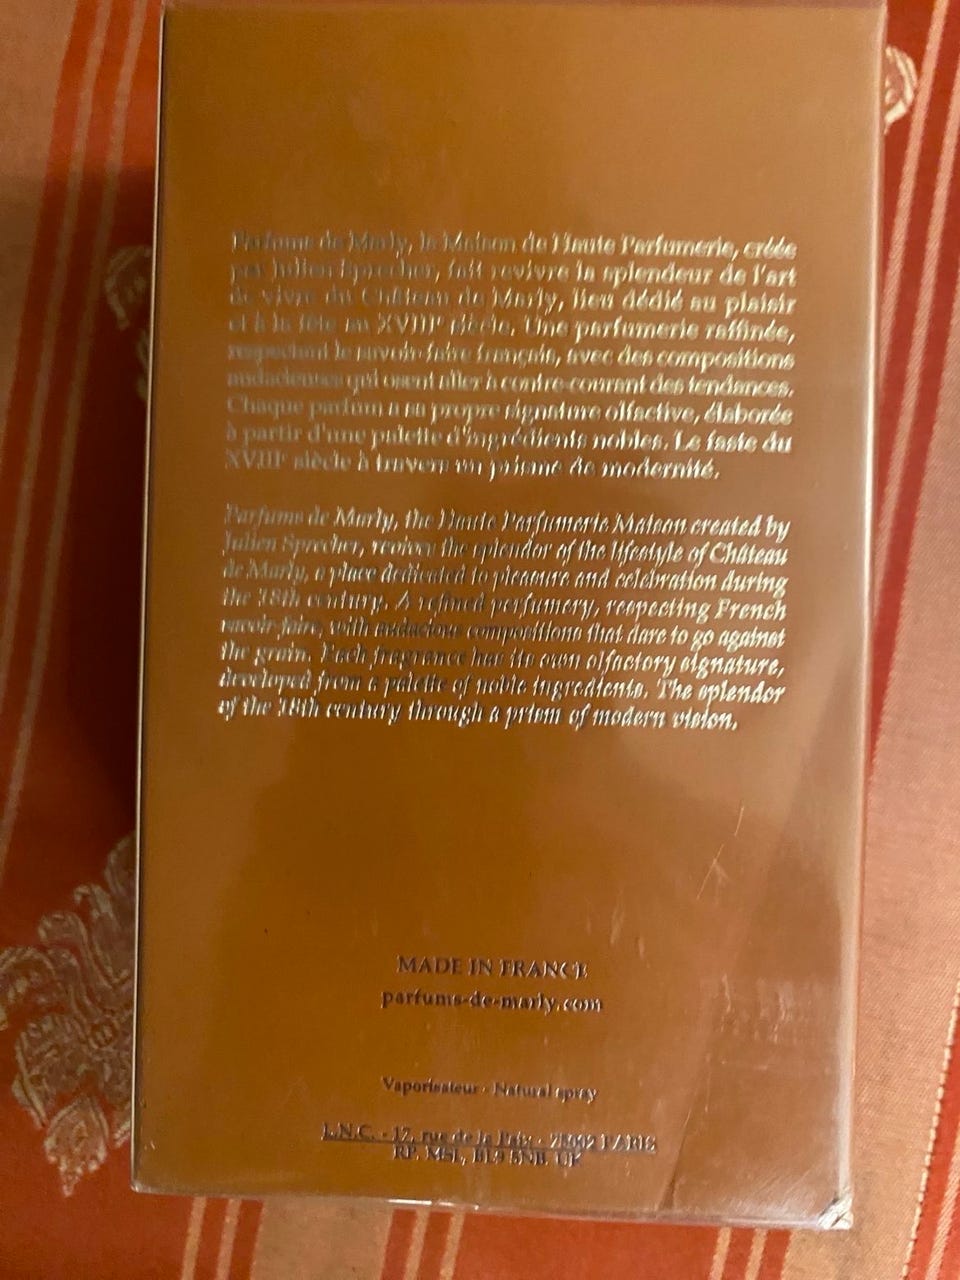 Parfums de Marly, la Maison de Haute Parfumerie, créée
par Julien Sprecher, fait revivre la splendeur de l'art
de vivre du Château de Marly, lieu dédié au plaisir
et à la fête au XVIIIᵉ siècle. Une parfumerie raffinée,
respectant le savoir-faire français, avec des compositions
audacieuses qui osent aller à contre-courant des tendances.
Chaque parfum a sa propre signature olfactive, élaborée
à partir d'une palette d'ingrédients nobles. Le faste du
XVIIIᵉ siècle à travers un prisme de modernité.
Parfums de Marly, the Haute Parfumerie Maison created by
Julien Sprecher, revives the splendor of the lifestyle of Château
de Marly, a place dedicated to pleasure and celebration during
the 18th century. A refined perfumery, respecting French
savoir-faire, with audacious compositions that dare to go against
the grain. Each fragrance has its own olfactory signature,
developed from a palette of noble ingredients. The splendor
of the 18th century through a prism of modern vision.
MADE IN FRANCE
parfums-de-marly.com
Vaporisateur - Natural spray
L.N.C. - 17, rue de la Paix - 75002 PARIS
RP. MSL, BL9 5NB. UK